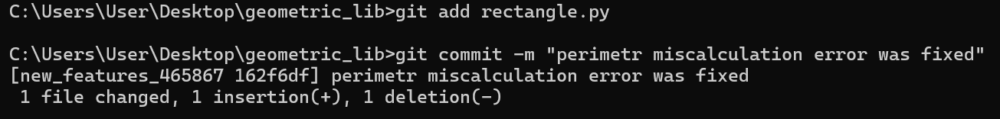 C:\Users\User\Desktop\geometric_lib>git add rectangle.py
C:\Users\User\Desktop\geometric_lib>git commit -m "perimetr miscalculation error was fixed"
[new_features_465867 162f6df] perimetr miscalculation error was fixed
 1 file changed, 1 insertion(+), 1 deletion(-)